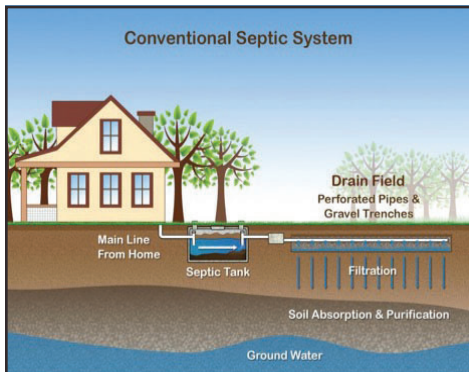 Conventional Septic System
Drain Field
Perforated Pipes &
Gravel Trenches
Main Line
From Home
Septic Tank
Filtration
Soil Absorption & Purification
Ground Water